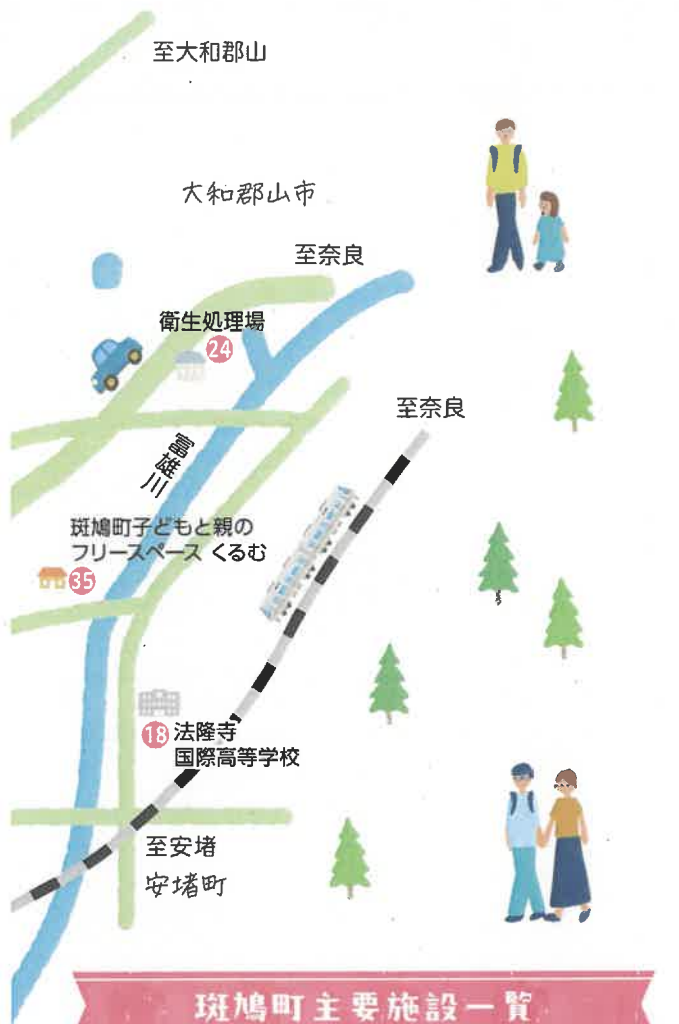 至大和郡山
大和郡山市
至奈良
衛生処理場
24
至奈良
富雄川
斑鳩町子どもと親の
フリースペース くるむ
35
18 法隆寺
国際高等学校
至安堵
安堵町
斑鳩町主要施設一覧